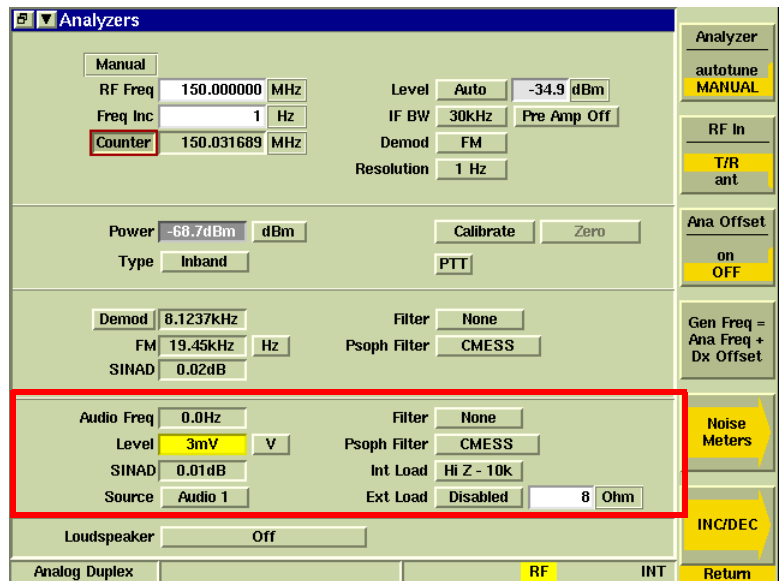 Analyzers
Manual
RF Freq 150.000000 MHz Level Auto -34.9 dBm
Freq Inc 1 Hz IF BW 30kHz Pre Amp Off
Counter 150.031689 MHz Demod FM
Resolution 1 Hz
Power -68.7dBm dBm Calibrate Zero
Type Inband PTT
Demod 8.1237kHz Filter None
FM 19.45kHz Hz Psoph Filter CMESS
SINAD 0.02dB
Audio Freq 0.0Hz Filter None
Level 3mV V Psoph Filter CMESS
SINAD 0.01dB Int Load Hi Z - 10k
Source Audio 1 Ext Load Disabled 8 Ohm
Loudspeaker Off
Analog Duplex RF INT
Analyzer
autotune
MANUAL
RF In
T/R
ant
Ana Offset
on
OFF
Gen Freq =
Ana Freq +
Dx Offset
Noise
Meters
INC/DEC
Return